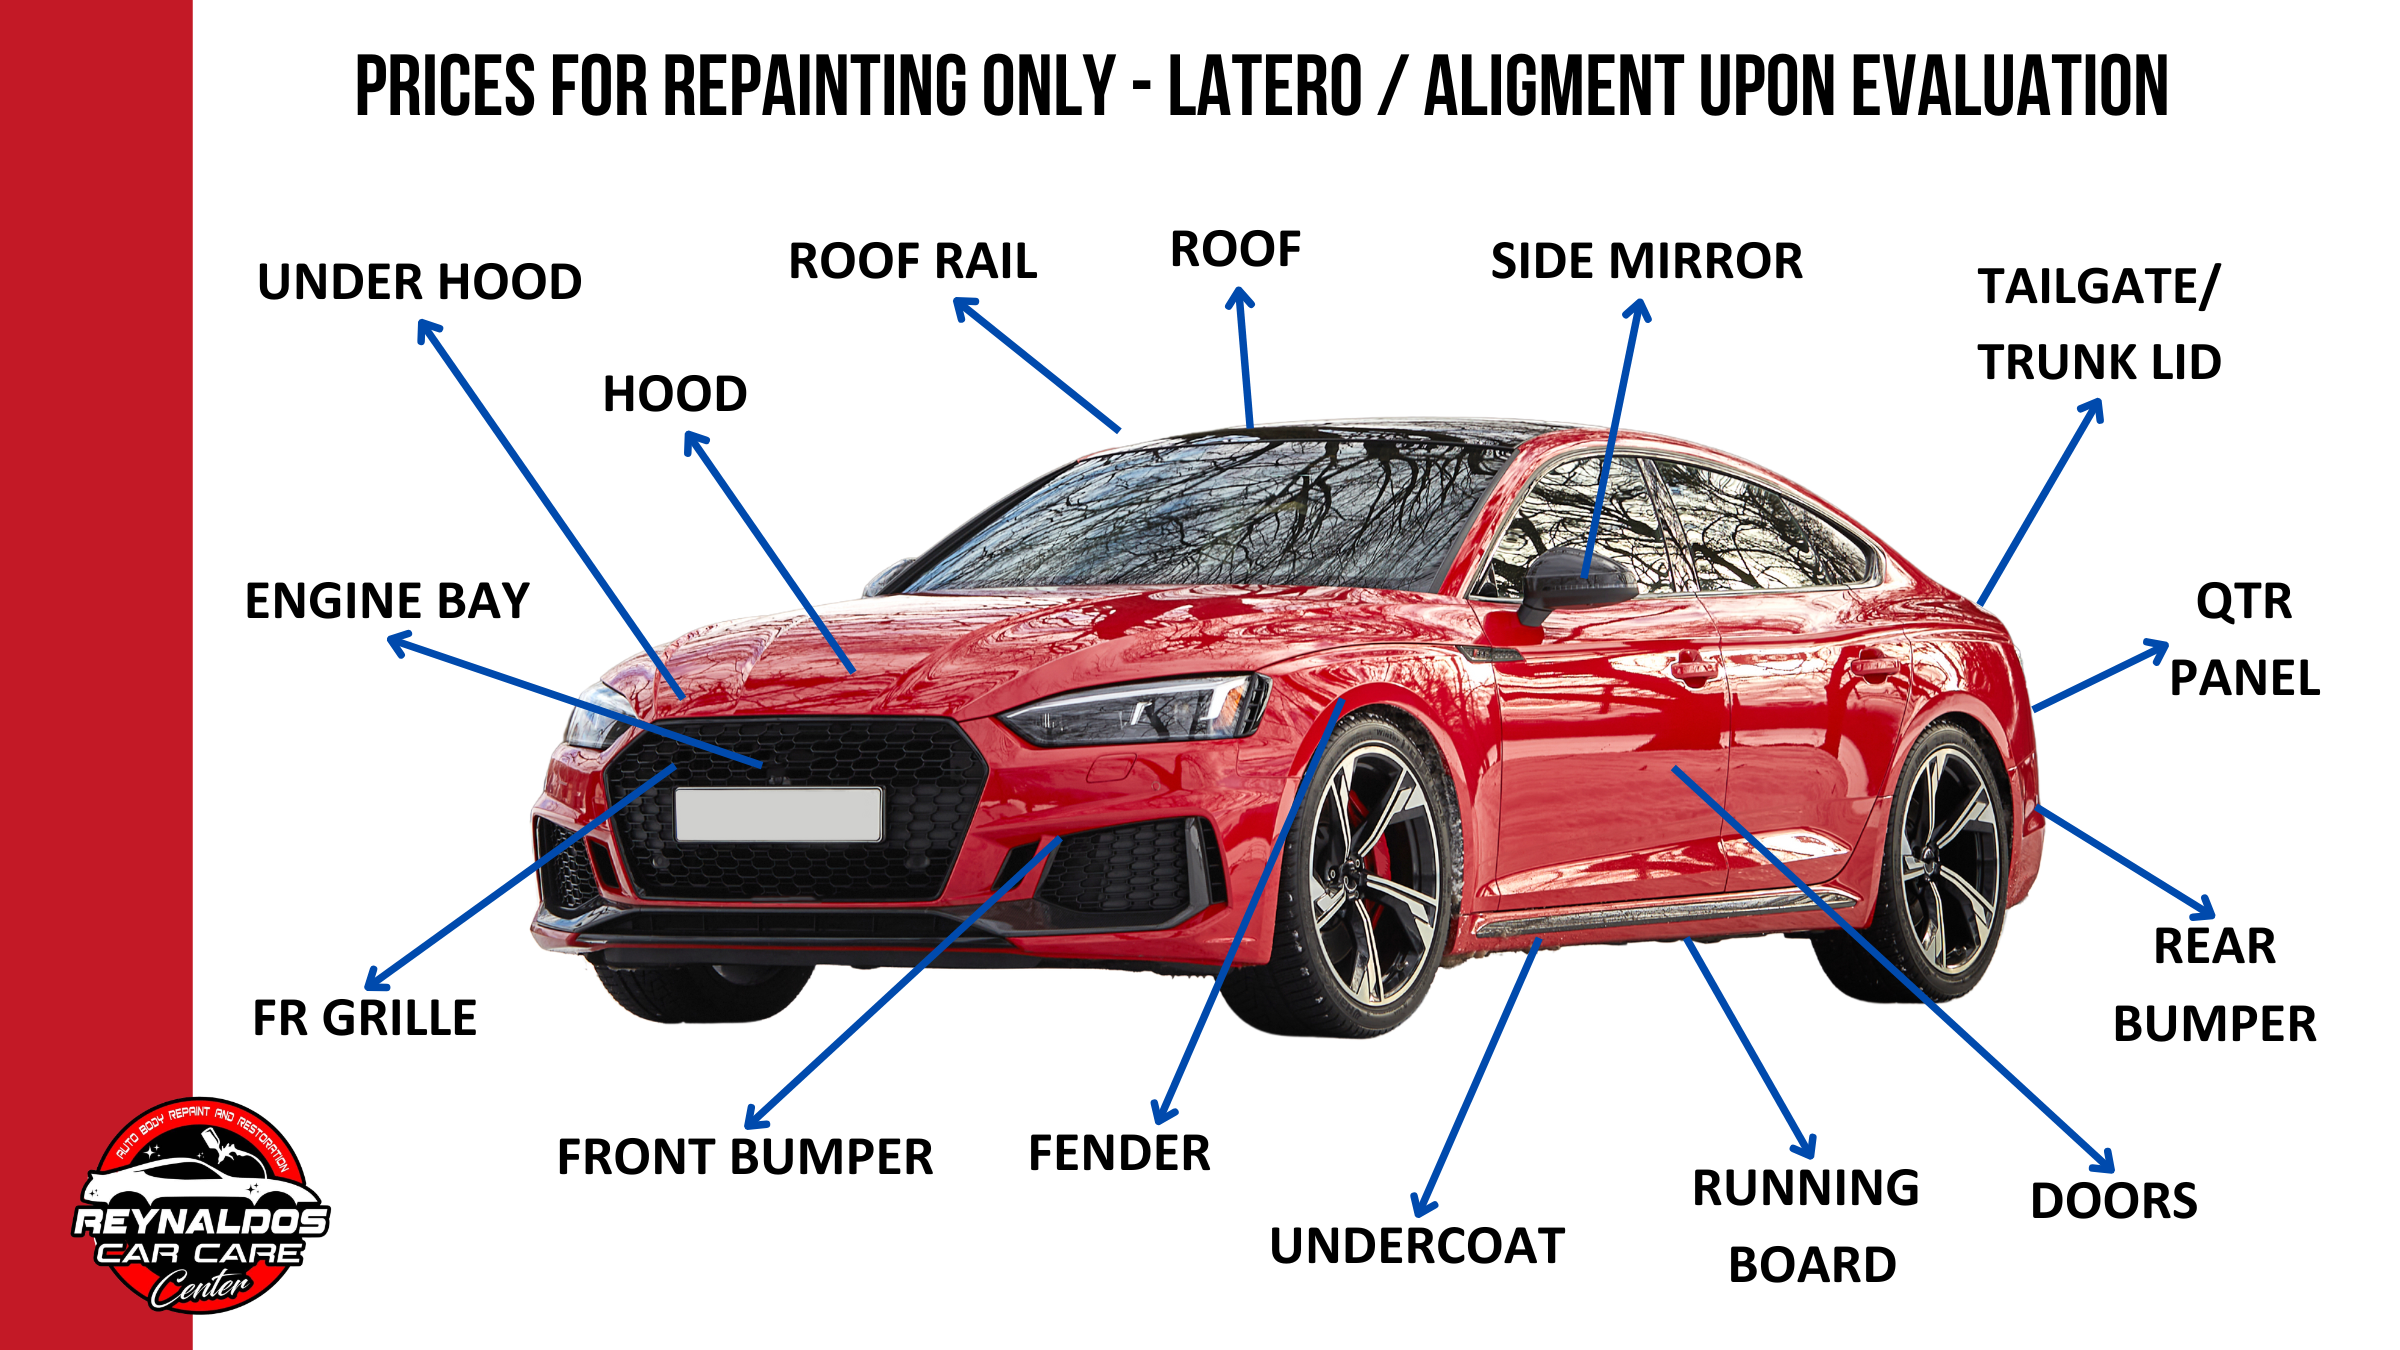 PRICES FOR REPAINTING ONLY - LATERO / ALIGMENT UPON EVALUATION
UNDER HOOD
ROOF RAIL
ROOF
SIDE MIRROR
TAILGATE/
TRUNK LID
HOOD
ENGINE BAY
QTR
PANEL
FR GRILLE
REAR
BUMPER
FRONT BUMPER
FENDER
UNDERCOAT
RUNNING
BOARD
DOORS
AUTO BODY REPAINT AND RESTORATION
REYNALDOS
CAR CARE
Center